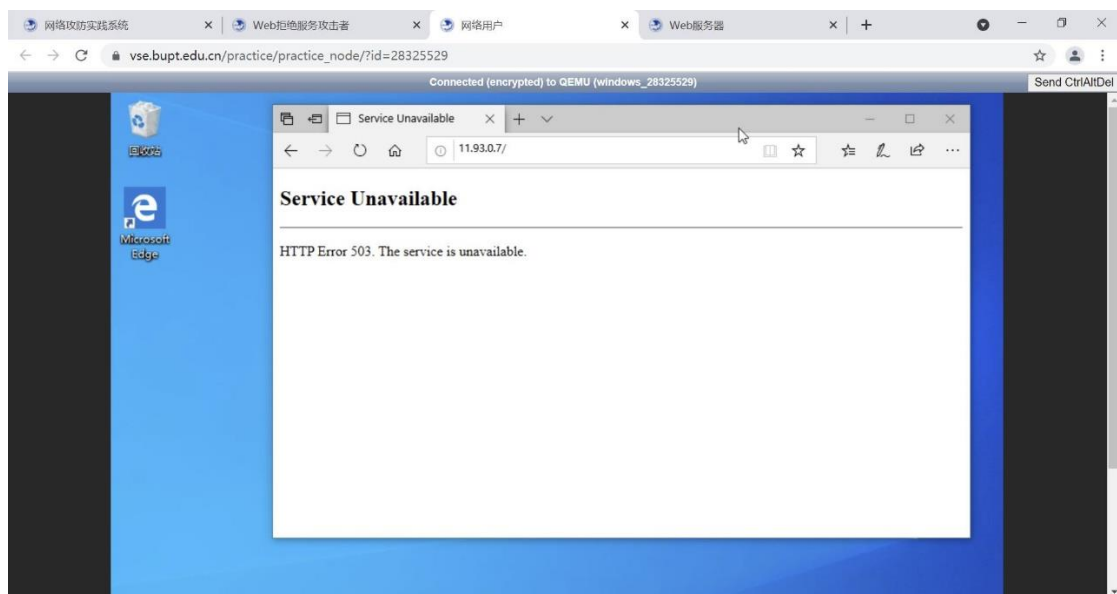 网络攻防实践系统
Web拒绝服务攻击者
网络用户
Web服务器
vse.bupt.edu.cn/practice/practice_node/?id=28325529
Connected (encrypted) to QEMU (windows_28325529)
Send CtrlAltDel
回收站
Microsoft
Edge
Service Unavailable
11.93.0.7/
Service Unavailable
HTTP Error 503. The service is unavailable.